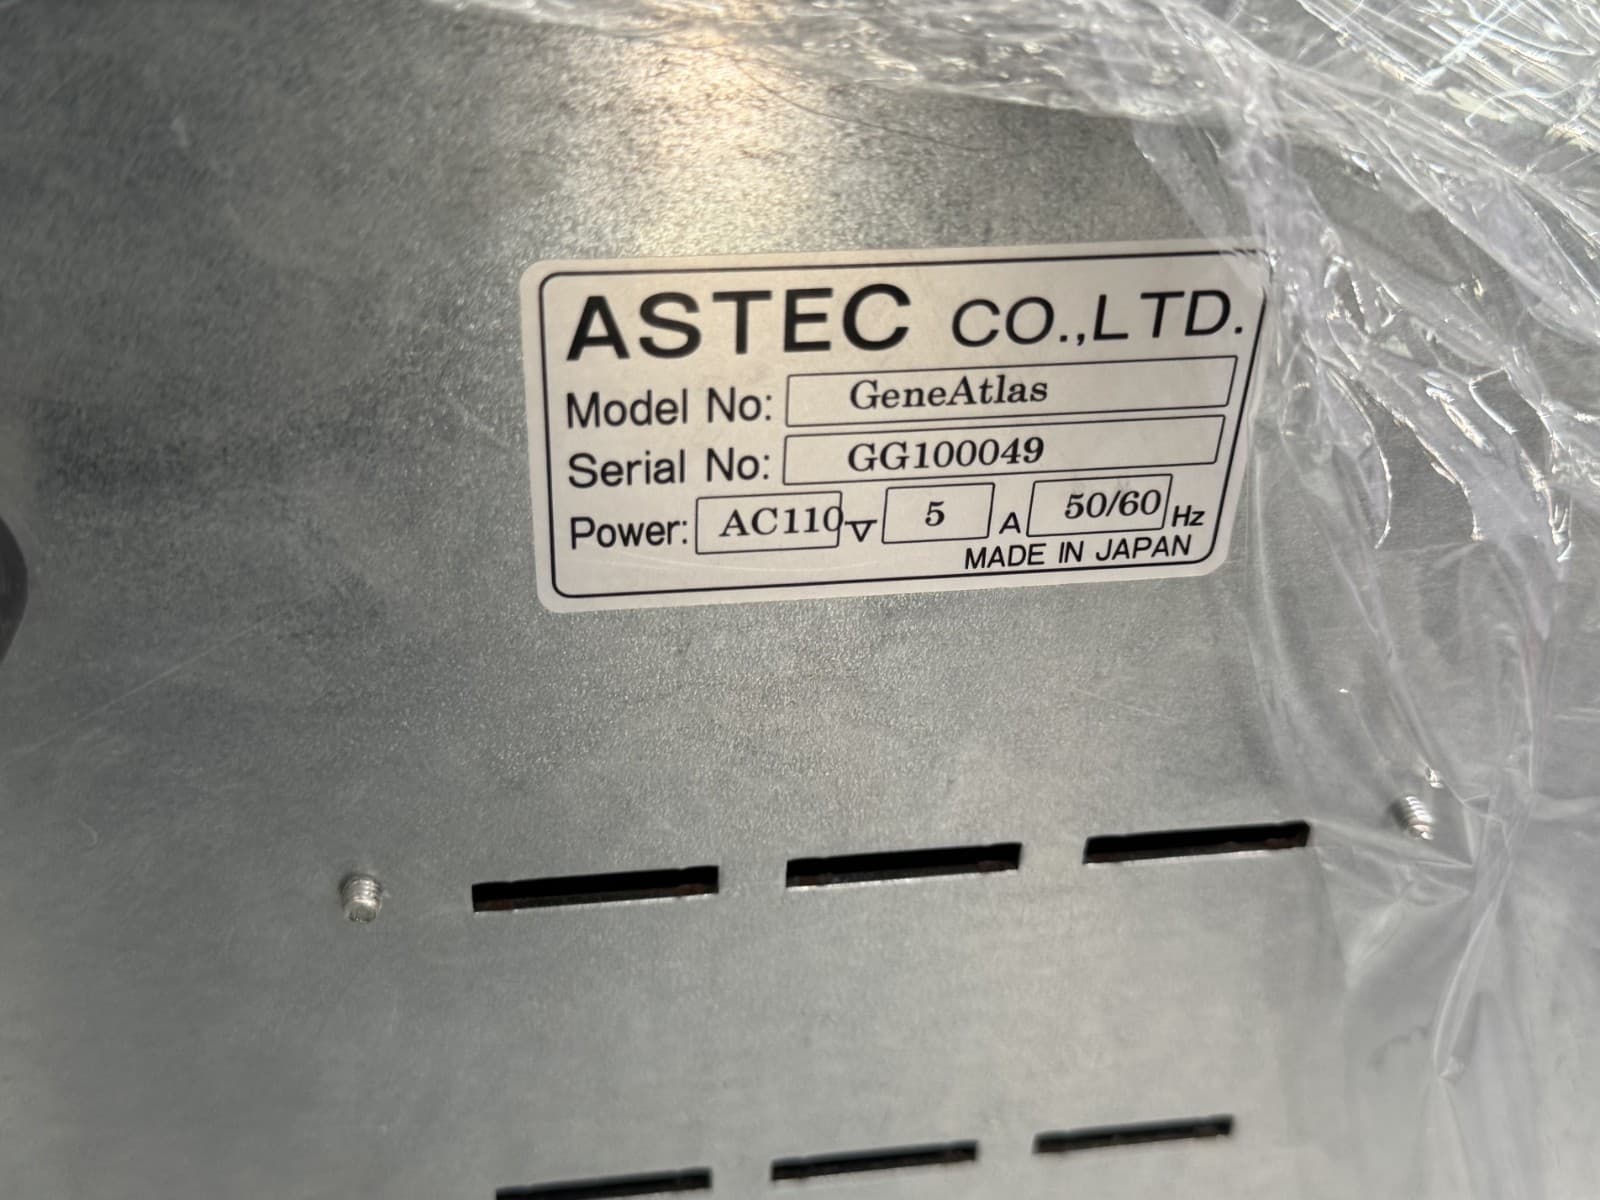 ASTEC CO.,LTD.
Model No: GeneAtlas
Serial No: GG100049
Power: AC110 V 5 A 50/60 Hz
MADE IN JAPAN